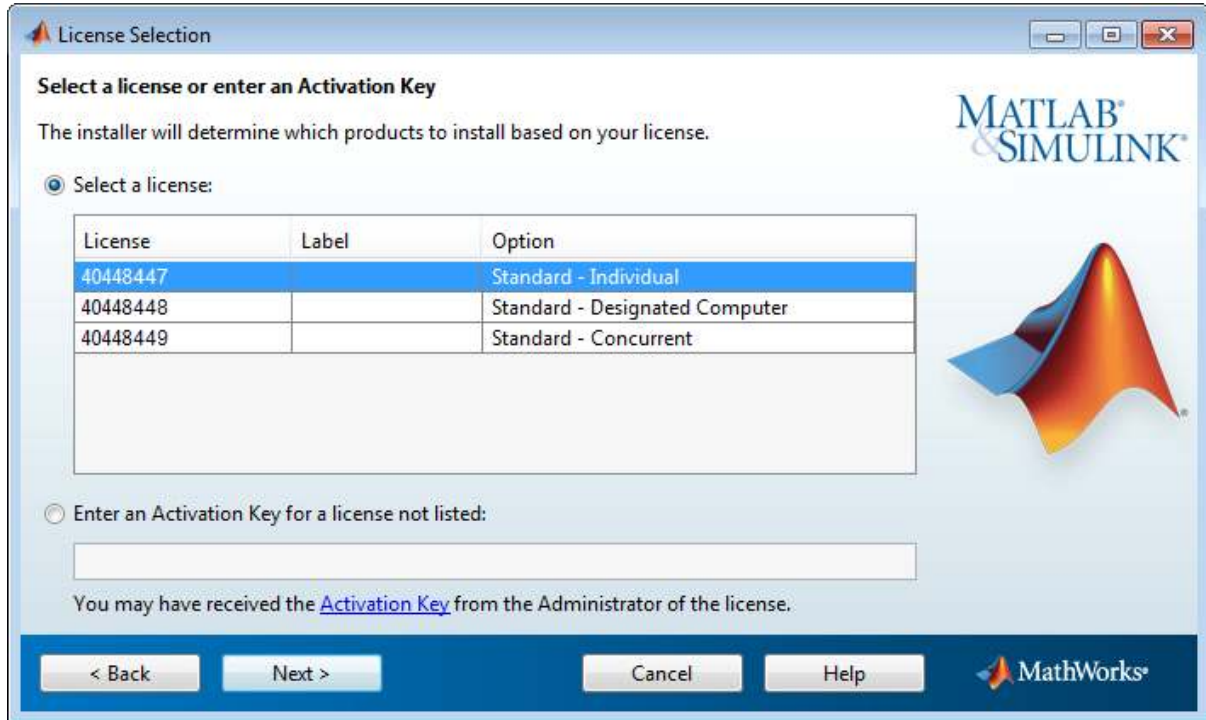 License Selection
Select a license or enter an Activation Key
The installer will determine which products to install based on your license.
MATLAB®
&SIMULINK®
Select a license:
License Label Option
40448447 Standard - Individual
40448448 Standard - Designated Computer
40448449 Standard - Concurrent
Enter an Activation Key for a license not listed:
You may have received the Activation Key from the Administrator of the license.
< Back Next > Cancel Help MathWorks®